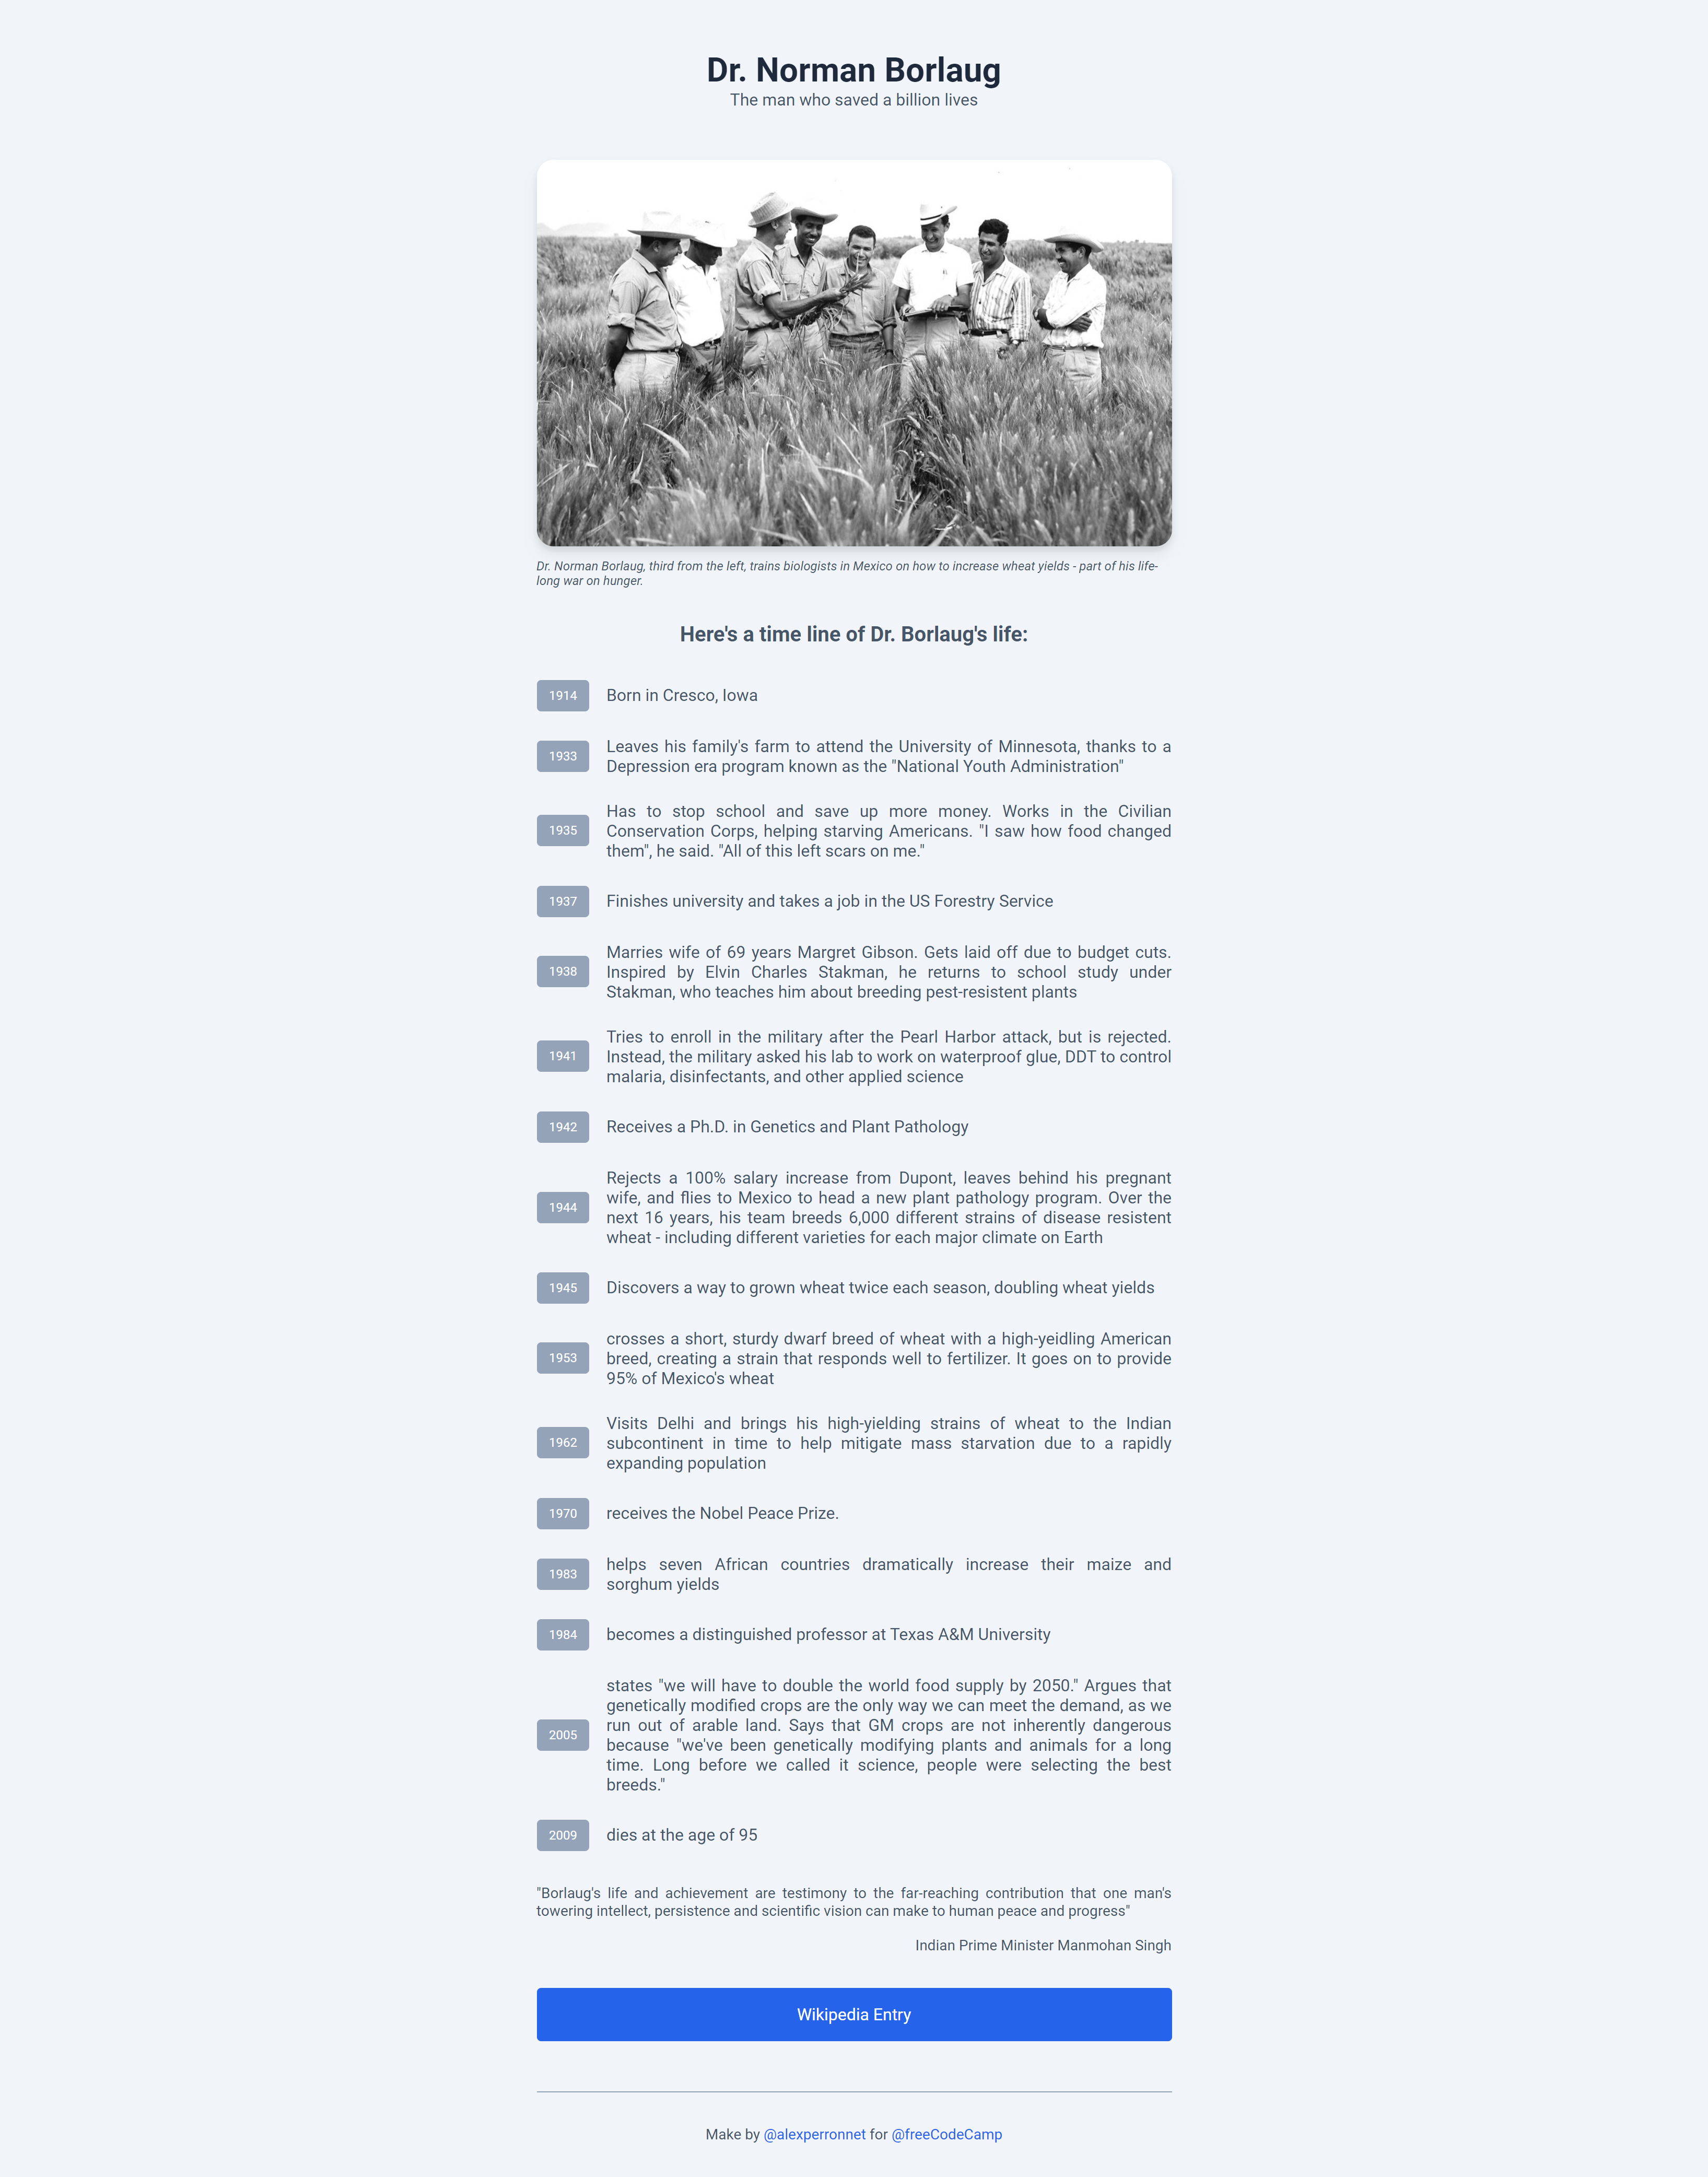 Dr. Norman Borlaug
The man who saved a billion lives
Dr. Norman Borlaug, third from the left, trains biologists in Mexico on how to increase wheat yields - part of his life-
long war on hunger.
Here's a time line of Dr. Borlaug's life:
1914
Born in Cresco, Iowa
1933
Leaves his family's farm to attend the University of Minnesota, thanks to a
Depression era program known as the "National Youth Administration"
1935
Has to stop school and save up more money. Works in the Civilian
Conservation Corps, helping starving Americans. "I saw how food changed
them", he said. "All of this left scars on me."
1937
Finishes university and takes a job in the US Forestry Service
1938
Marries wife of 69 years Margret Gibson. Gets laid off due to budget cuts.
Inspired by Elvin Charles Stakman, he returns to school study under
Stakman, who teaches him about breeding pest-resistent plants
1941
Tries to enroll in the military after the Pearl Harbor attack, but is rejected.
Instead, the military asked his lab to work on waterproof glue, DDT to control
malaria, disinfectants, and other applied science
1942
Receives a Ph.D. in Genetics and Plant Pathology
1944
Rejects a 100% salary increase from Dupont, leaves behind his pregnant
wife, and flies to Mexico to head a new plant pathology program. Over the
next 16 years, his team breeds 6,000 different strains of disease resistent
wheat - including different varieties for each major climate on Earth
1945
Discovers a way to grown wheat twice each season, doubling wheat yields
1953
crosses a short, sturdy dwarf breed of wheat with a high-yeidling American
breed, creating a strain that responds well to fertilizer. It goes on to provide
95% of Mexico's wheat
1962
Visits Delhi and brings his high-yielding strains of wheat to the Indian
subcontinent in time to help mitigate mass starvation due to a rapidly
expanding population
1970
receives the Nobel Peace Prize.
1983
helps seven African countries dramatically increase their maize and
sorghum yields
1984
becomes a distinguished professor at Texas A&M University
2005
states "we will have to double the world food supply by 2050." Argues that
genetically modified crops are the only way we can meet the demand, as we
run out of arable land. Says that GM crops are not inherently dangerous
because "we've been genetically modifying plants and animals for a long
time. Long before we called it science, people were selecting the best
breeds."
2009
dies at the age of 95
"Borlaug's life and achievement are testimony to the far-reaching contribution that one man's
towering intellect, persistence and scientific vision can make to human peace and progress"
Indian Prime Minister Manmohan Singh
Wikipedia Entry
Make by @alexperronnet for @freeCodeCamp